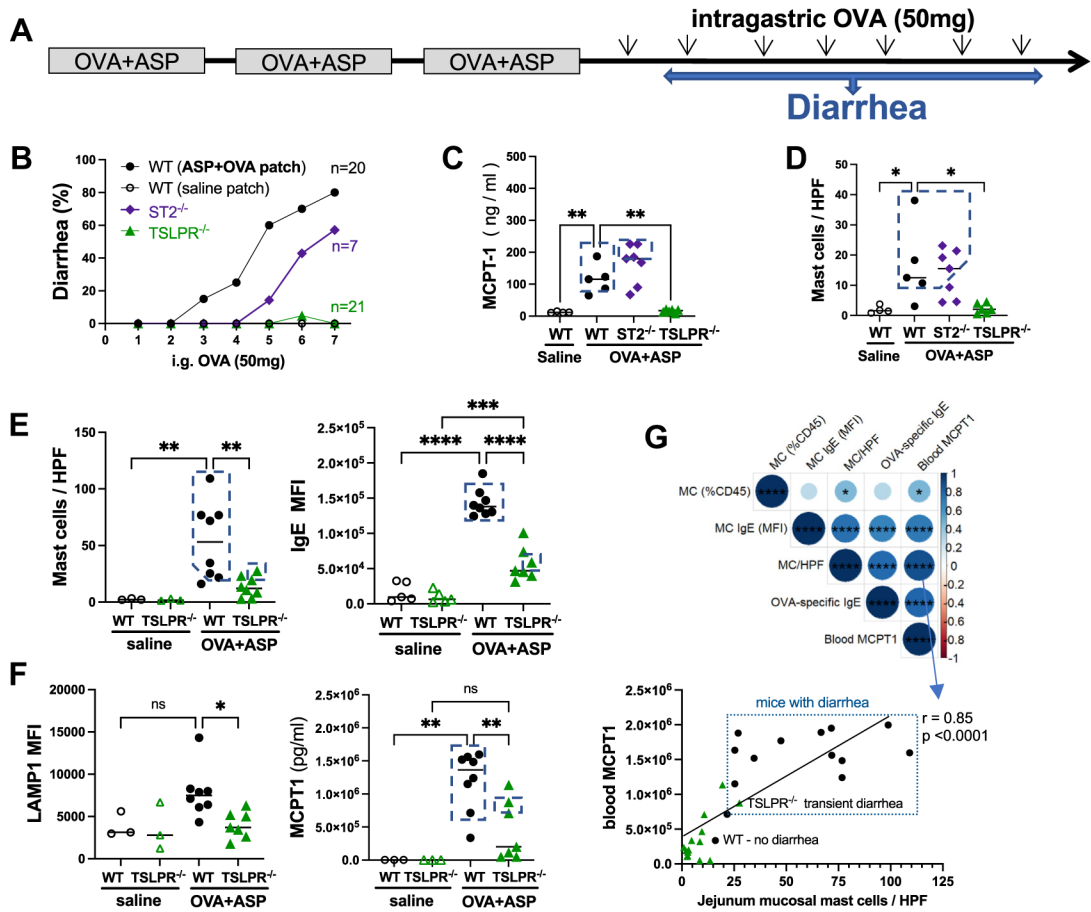 A
intragastric OVA (50mg)
OVA+ASP
OVA+ASP
OVA+ASP
Diarrhea
B
Diarrhea (%)
100
80
60
40
20
0
0 1 2 3 4 5 6 7
i.g. OVA (50mg)
WT (ASP+OVA patch)
WT (saline patch)
ST2-/-
TSLPR-/-
n=20
n=7
n=21
C
MCPT-1 ( ng / ml )
500
400
300
200
100
0
** **
WT WT ST2-/- TSLPR-/-
Saline OVA+ASP
D
Mast cells / HPF
40
30
20
10
0
* *
WT WT ST2-/- TSLPR-/-
Saline OVA+ASP
E
Mast cells / HPF
150
100
50
0
** **
WT TSLPR-/- WT TSLPR-/-
saline OVA+ASP
IgE MFI
2.5×10^5
2.0×10^5
1.5×10^5
1.0×10^5
5.0×10^4
0.0
***
**** ****
WT TSLPR-/- WT TSLPR-/-
saline OVA+ASP
F
LAMP1 MFI
20000
15000
10000
5000
0
ns *
WT TSLPR-/- WT TSLPR-/-
saline OVA+ASP
MCPT1 (pg/ml)
2.5×10^6
2.0×10^6
1.5×10^6
1.0×10^6
5.0×10^5
0.0
ns
** **
WT TSLPR-/- WT TSLPR-/-
saline OVA+ASP
G
MC (%CD45)
MC IgE (MFI)
MC/HPF
OVA-specific IgE
Blood MCPT1
MC (%CD45)
**** * *
MC IgE (MFI)
**** **** **** ****
MC/HPF
**** **** ****
OVA-specific IgE
**** ****
Blood MCPT1
****
1
0.8
0.6
0.4
0.2
0
-0.2
-0.4
-0.6
-0.8
-1
blood MCPT1
2.0×10^6
1.5×10^6
1.0×10^6
5.0×10^5
0.0
mice with diarrhea
r = 0.85
p <0.0001
TSLPR-/- transient diarrhea
WT - no diarrhea
0 25 50 75 100 125
Jejunum mucosal mast cells / HPF